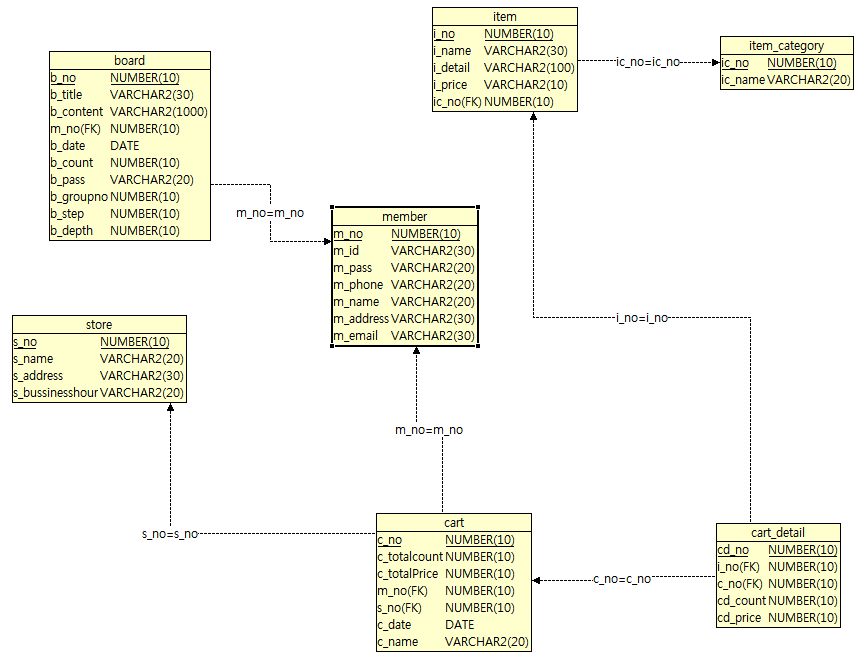 item
i_no NUMBER(10)
i_name VARCHAR2(30)
i_detail VARCHAR2(100)
i_price VARCHAR2(10)
ic_no(FK) NUMBER(10)
ic_no=ic_no
item_category
ic_no NUMBER(10)
ic_name VARCHAR2(20)
board
b_no NUMBER(10)
b_title VARCHAR2(30)
b_content VARCHAR2(1000)
m_no(FK) NUMBER(10)
b_date DATE
b_count NUMBER(10)
b_pass VARCHAR2(20)
b_groupno NUMBER(10)
b_step NUMBER(10)
b_depth NUMBER(10)
m_no=m_no
member
m_no NUMBER(10)
m_id VARCHAR2(30)
m_pass VARCHAR2(20)
m_phone VARCHAR2(20)
m_name VARCHAR2(20)
m_address VARCHAR2(30)
m_email VARCHAR2(30)
i_no=i_no
store
s_no NUMBER(10)
s_name VARCHAR2(20)
s_address VARCHAR2(30)
s_bussinesshour VARCHAR2(20)
m_no=m_no
s_no=s_no
cart
c_no NUMBER(10)
c_totalcount NUMBER(10)
c_totalPrice NUMBER(10)
m_no(FK) NUMBER(10)
s_no(FK) NUMBER(10)
c_date DATE
c_name VARCHAR2(20)
c_no=c_no
cart_detail
cd_no NUMBER(10)
i_no(FK) NUMBER(10)
c_no(FK) NUMBER(10)
cd_count NUMBER(10)
cd_price NUMBER(10)